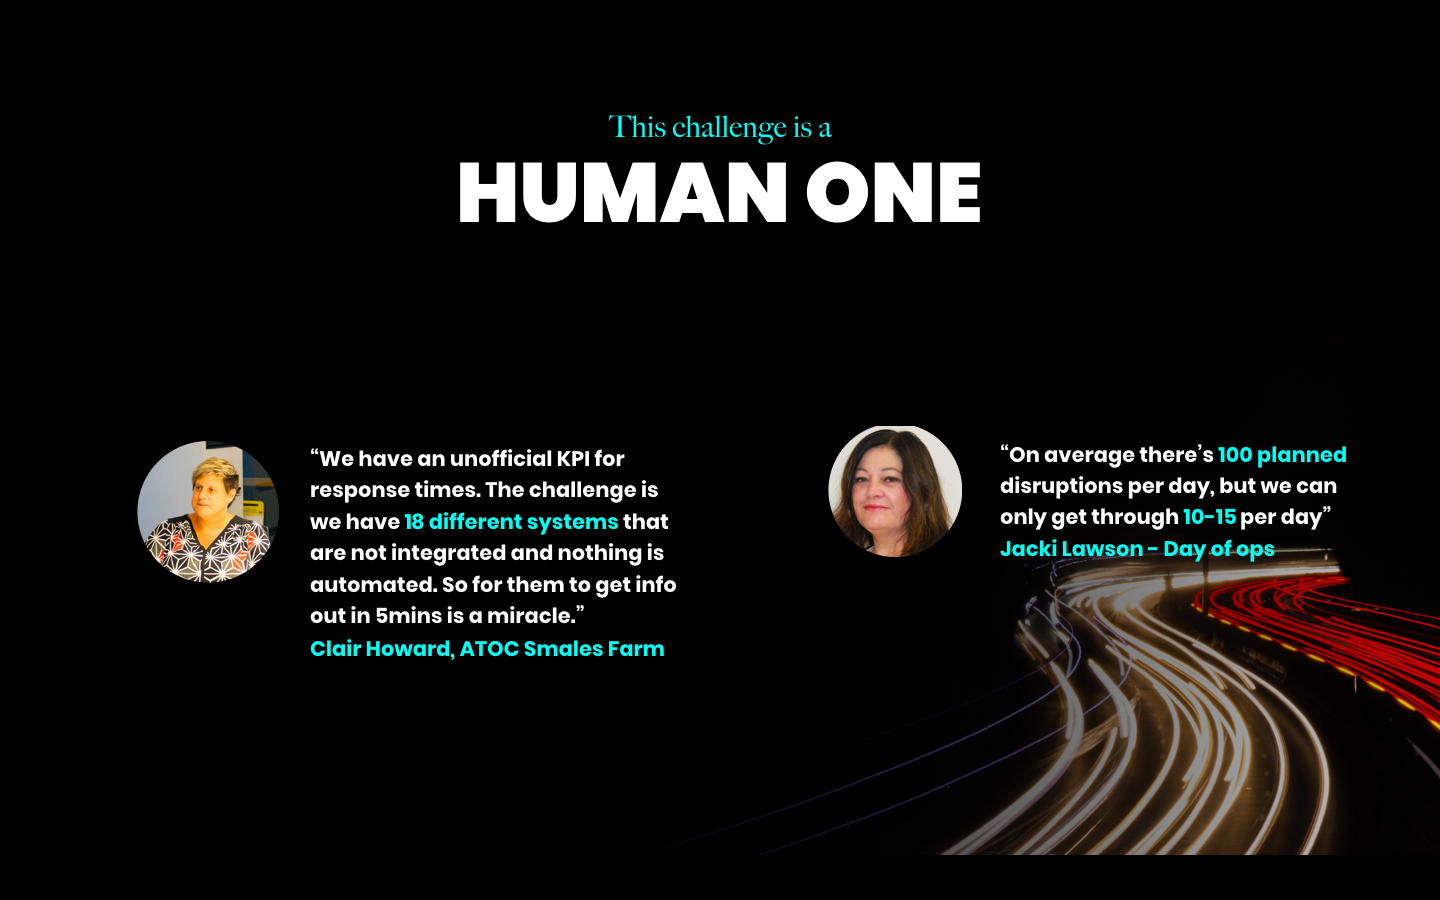 This challenge is a
HUMAN ONE
“We have an unofficial KPI for
response times. The challenge is
we have 18 different systems that
are not integrated and nothing is
automated. So for them to get info
out in 5mins is a miracle.”
Clair Howard, ATOC Smales Farm
“On average there’s 100 planned
disruptions per day, but we can
only get through 10-15 per day”
Jacki Lawson - Day of ops